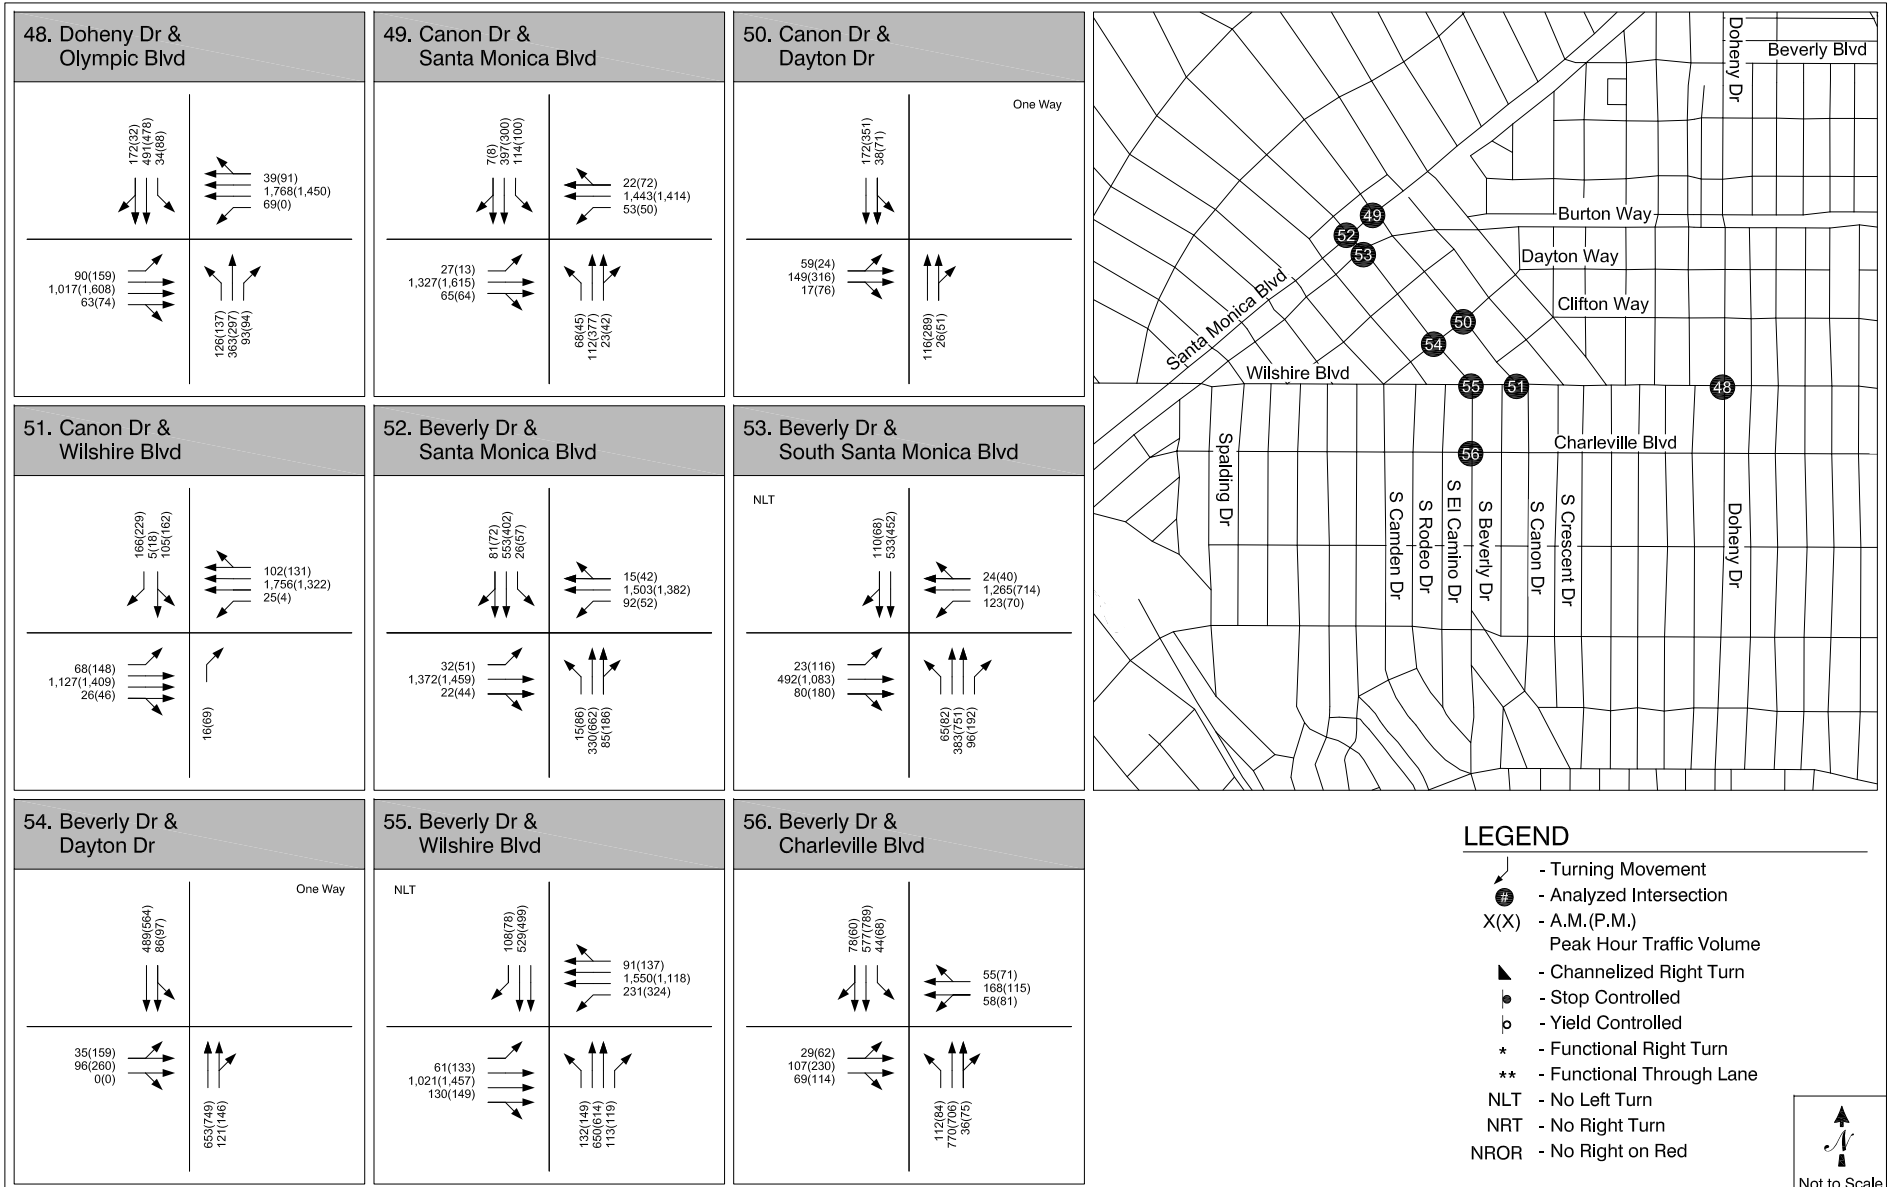 48. Doheny Dr &
Olympic Blvd
172(32)
491(478)
34(88)
39(91)
1,768(1,450)
69(0)
90(159)
1,017(1,608)
63(74)
126(137)
363(297)
93(94)
49. Canon Dr &
Santa Monica Blvd
7(8)
397(300)
114(100)
22(72)
1,443(1,414)
53(50)
27(13)
1,327(1,615)
65(64)
68(45)
112(377)
23(42)
50. Canon Dr &
Dayton Dr
One Way
172(351)
38(71)
59(24)
149(316)
17(76)
116(289)
26(51)
51. Canon Dr &
Wilshire Blvd
166(229)
5(18)
105(162)
102(131)
1,756(1,322)
25(4)
68(148)
1,127(1,409)
26(46)
16(69)
52. Beverly Dr &
Santa Monica Blvd
81(72)
553(402)
26(57)
15(42)
1,503(1,382)
92(52)
32(51)
1,372(1,459)
22(44)
15(86)
330(662)
85(186)
53. Beverly Dr &
South Santa Monica Blvd
NLT
110(68)
533(452)
24(40)
1,265(714)
123(70)
23(116)
492(1,083)
80(180)
65(82)
383(751)
96(192)
54. Beverly Dr &
Dayton Dr
One Way
489(564)
86(97)
35(159)
96(260)
0(0)
653(749)
121(146)
55. Beverly Dr &
Wilshire Blvd
NLT
108(78)
529(499)
91(137)
1,550(1,118)
231(324)
61(133)
1,021(1,457)
130(149)
132(149)
650(614)
113(119)
56. Beverly Dr &
Charleville Blvd
78(60)
577(789)
44(68)
55(71)
168(115)
58(81)
29(62)
107(230)
69(114)
112(84)
770(706)
36(75)
Doheny Dr
Beverly Blvd
Burton Way
Dayton Way
Clifton Way
Santa Monica Blvd
Wilshire Blvd
Charleville Blvd
Spalding Dr
S Camden Dr
S Rodeo Dr
S El Camino Dr
S Beverly Dr
S Canon Dr
S Crescent Dr
Doheny Dr
49
52
53
50
54
55
51
48
56
LEGEND
- Turning Movement
# - Analyzed Intersection
X(X) - A.M.(P.M.)
Peak Hour Traffic Volume
- Channelized Right Turn
- Stop Controlled
- Yield Controlled
* - Functional Right Turn
** - Functional Through Lane
NLT - No Left Turn
NRT - No Right Turn
NROR - No Right on Red
N
Not to Scale